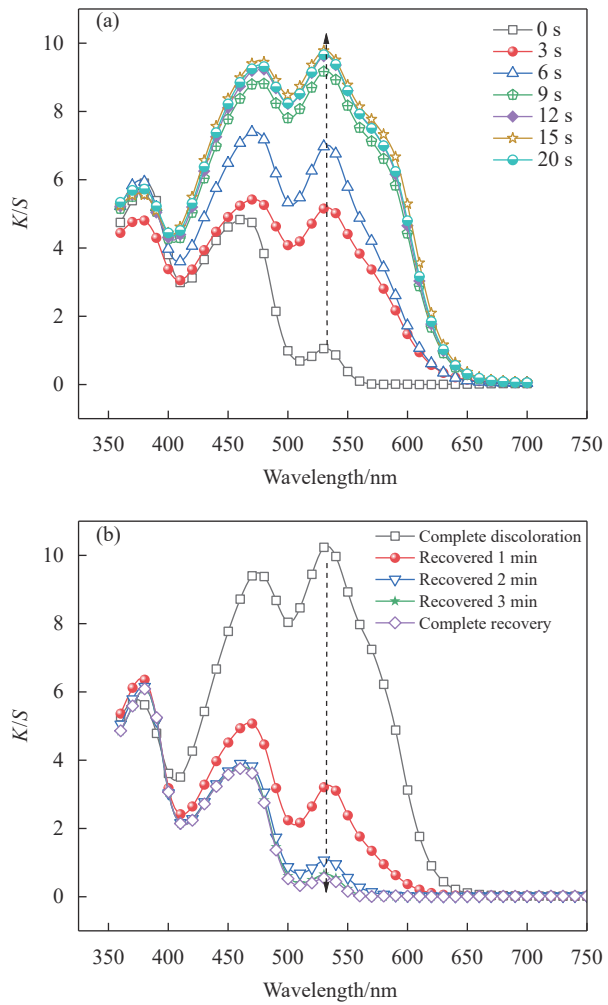 (a)
0 s
3 s
6 s
9 s
12 s
15 s
20 s
K/S
10
8
6
4
2
0
350 400 450 500 550 600 650 700 750
Wavelength/nm
(b)
Complete discoloration
Recovered 1 min
Recovered 2 min
Recovered 3 min
Complete recovery
K/S
10
8
6
4
2
0
350 400 450 500 550 600 650 700 750
Wavelength/nm